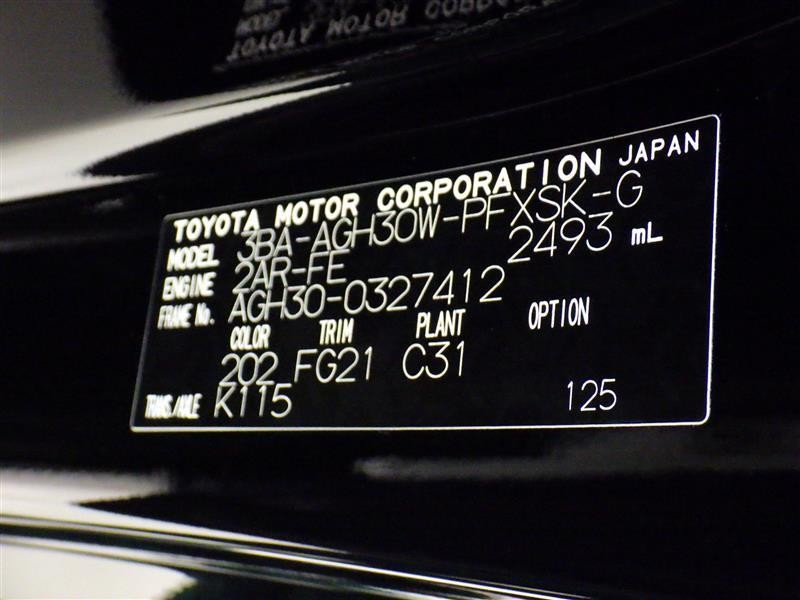 TOYOTA MOTOR CORPORATION JAPAN
MODEL 3BA-AGH30W-PFXSK-G
ENGINE 2AR-FE 2493 mL
FRAME No. AGH30-0327412
COLOR TRIM PLANT OPTION
202 FG21 C31
TRANS./AXLE K115 125